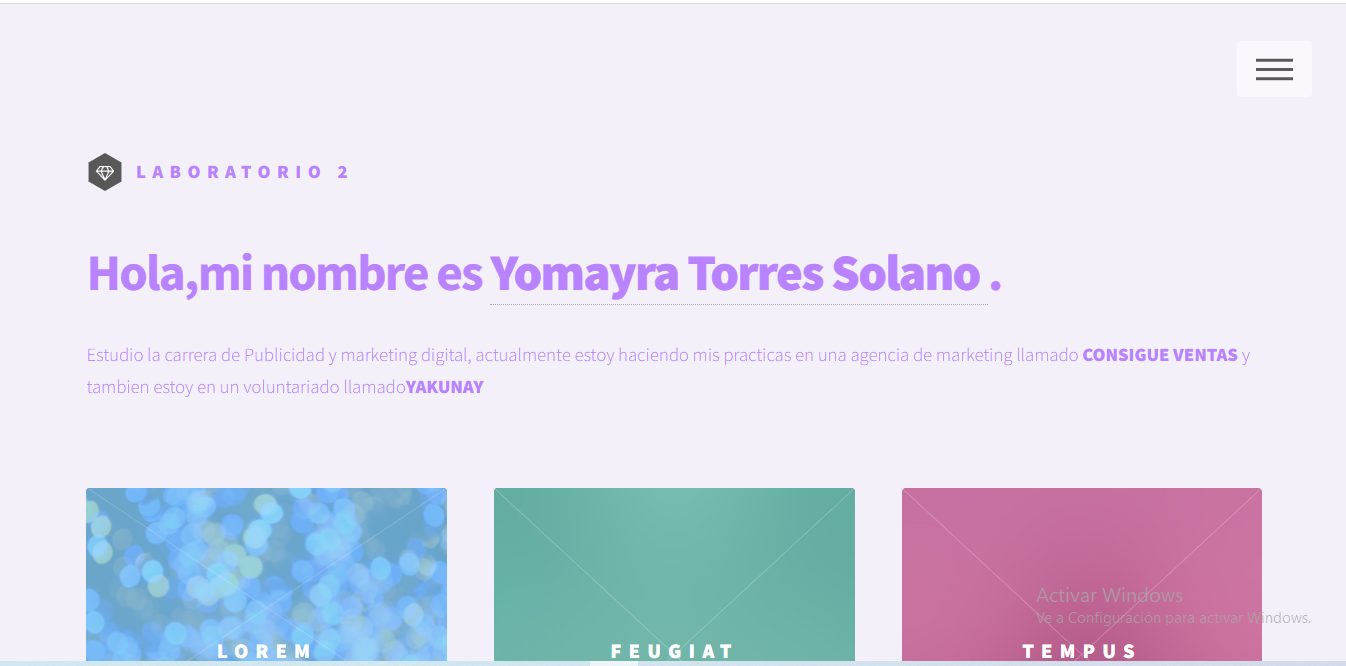 LABORATORIO 2
Hola,mi nombre es Yomayra Torres Solano .
Estudio la carrera de Publicidad y marketing digital, actualmente estoy haciendo mis practicas en una agencia de marketing llamado CONSIGUE VENTAS y
tambien estoy en un voluntariado llamadoYAKUNAY
LOREM FEUGIAT TEMPUS
Activar Windows
Ve a Configuración para activar Windows.